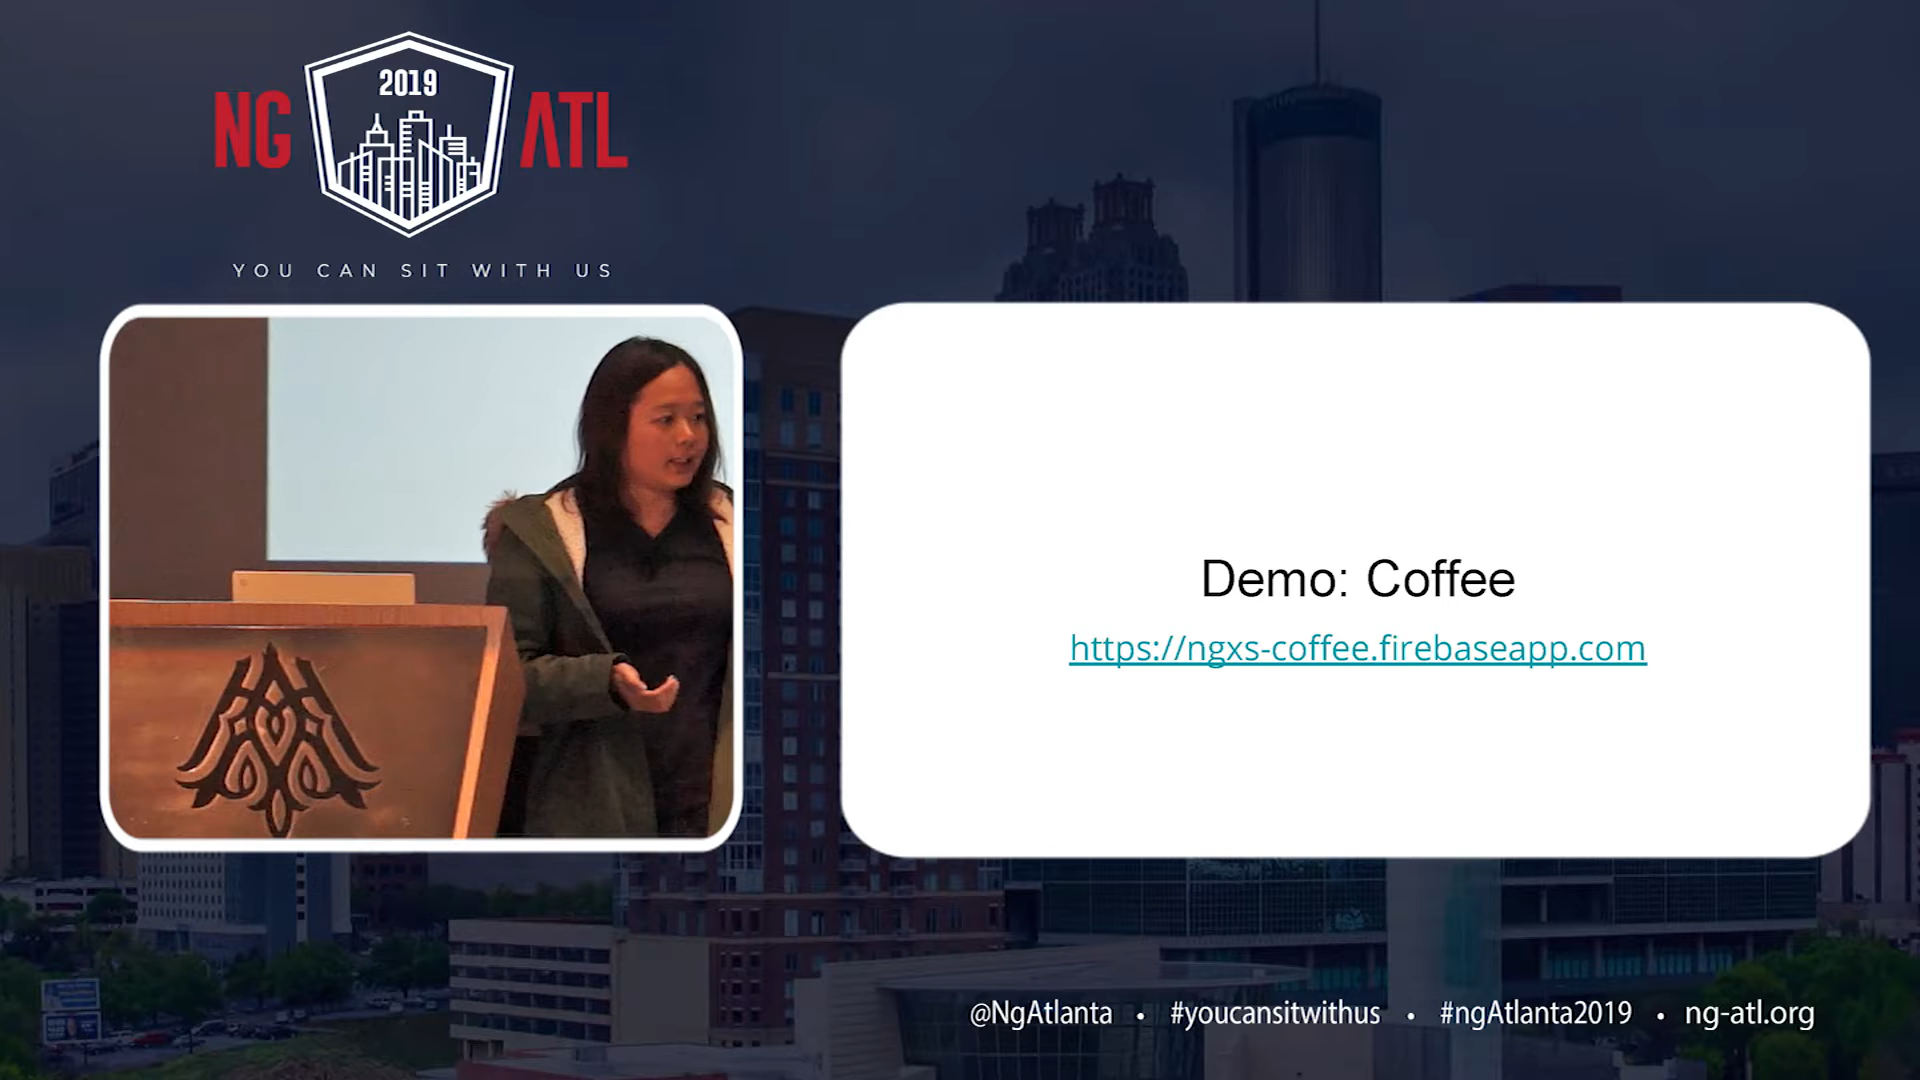 2019
NG ATL
YOU CAN SIT WITH US
Demo: Coffee
https://ngxs-coffee.firebaseapp.com
@NgAtlanta • #youcansitwithus • #ngAtlanta2019 • ng-atl.org